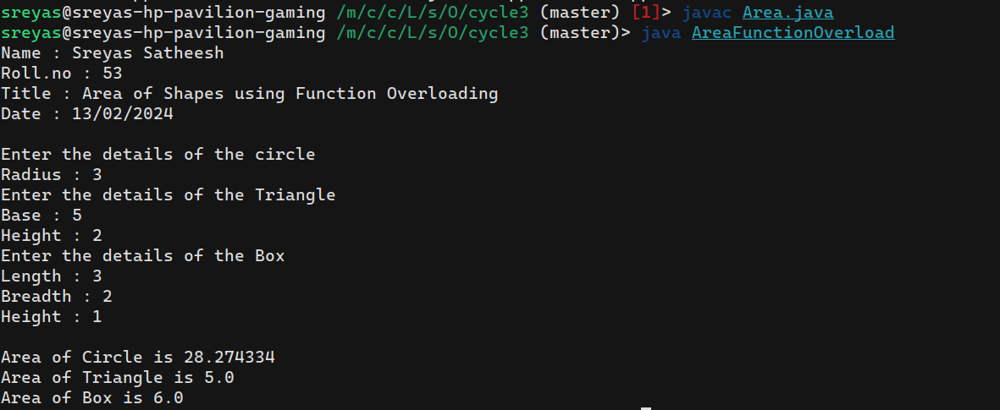 sreyas@sreyas-hp-pavilion-gaming /m/c/c/L/s/O/cycle3 (master) [1]> javac Area.java
sreyas@sreyas-hp-pavilion-gaming /m/c/c/L/s/O/cycle3 (master)> java AreaFunctionOverload
Name : Sreyas Satheesh
Roll.no : 53
Title : Area of Shapes using Function Overloading
Date : 13/02/2024
Enter the details of the circle
Radius : 3
Enter the details of the Triangle
Base : 5
Height : 2
Enter the details of the Box
Length : 3
Breadth : 2
Height : 1
Area of Circle is 28.274334
Area of Triangle is 5.0
Area of Box is 6.0